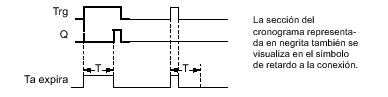 Trg
Q
T
T
Ta expira
La sección del
cronograma representa-
da en negrita también se
visualiza en el símbolo
de retardo a la conexión.